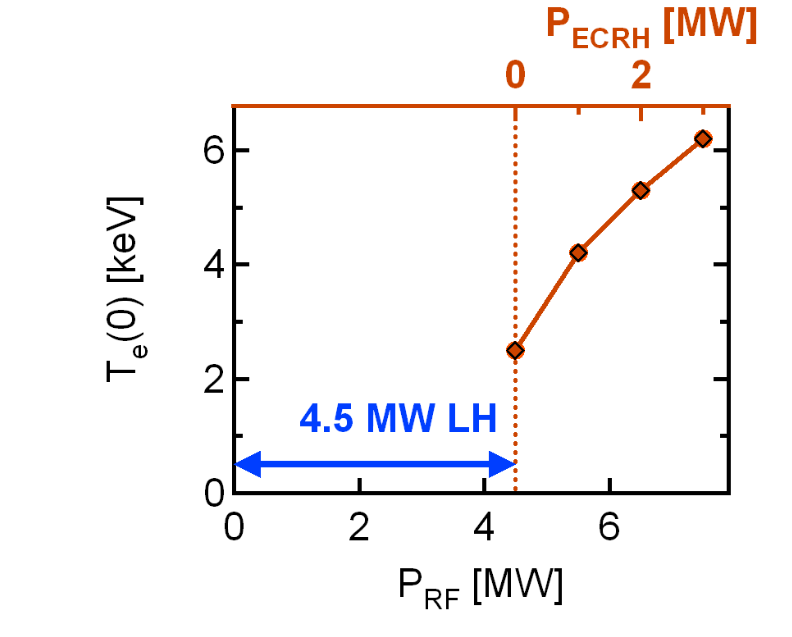 P_ECRH [MW]
0 2
6
4
2
0
T_e(0) [keV]
4.5 MW LH
0 2 4 6
P_RF [MW]